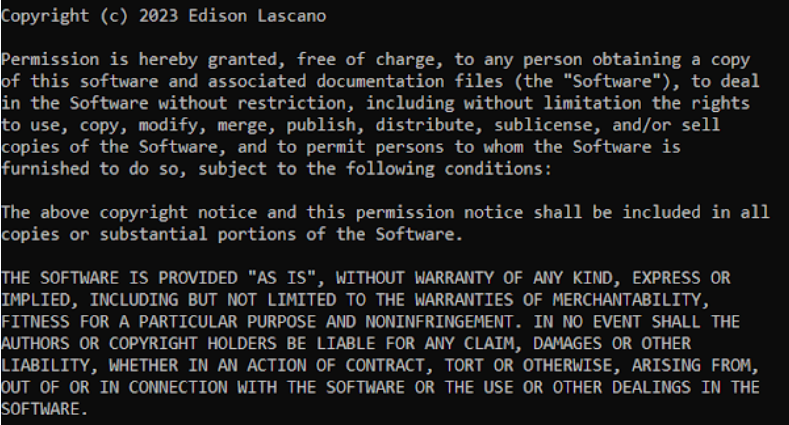 Copyright (c) 2023 Edison Lascano
Permission is hereby granted, free of charge, to any person obtaining a copy
of this software and associated documentation files (the "Software"), to deal
in the Software without restriction, including without limitation the rights
to use, copy, modify, merge, publish, distribute, sublicense, and/or sell
copies of the Software, and to permit persons to whom the Software is
furnished to do so, subject to the following conditions:
The above copyright notice and this permission notice shall be included in all
copies or substantial portions of the Software.
THE SOFTWARE IS PROVIDED "AS IS", WITHOUT WARRANTY OF ANY KIND, EXPRESS OR
IMPLIED, INCLUDING BUT NOT LIMITED TO THE WARRANTIES OF MERCHANTABILITY,
FITNESS FOR A PARTICULAR PURPOSE AND NONINFRINGEMENT. IN NO EVENT SHALL THE
AUTHORS OR COPYRIGHT HOLDERS BE LIABLE FOR ANY CLAIM, DAMAGES OR OTHER
LIABILITY, WHETHER IN AN ACTION OF CONTRACT, TORT OR OTHERWISE, ARISING FROM,
OUT OF OR IN CONNECTION WITH THE SOFTWARE OR THE USE OR OTHER DEALINGS IN THE
SOFTWARE.